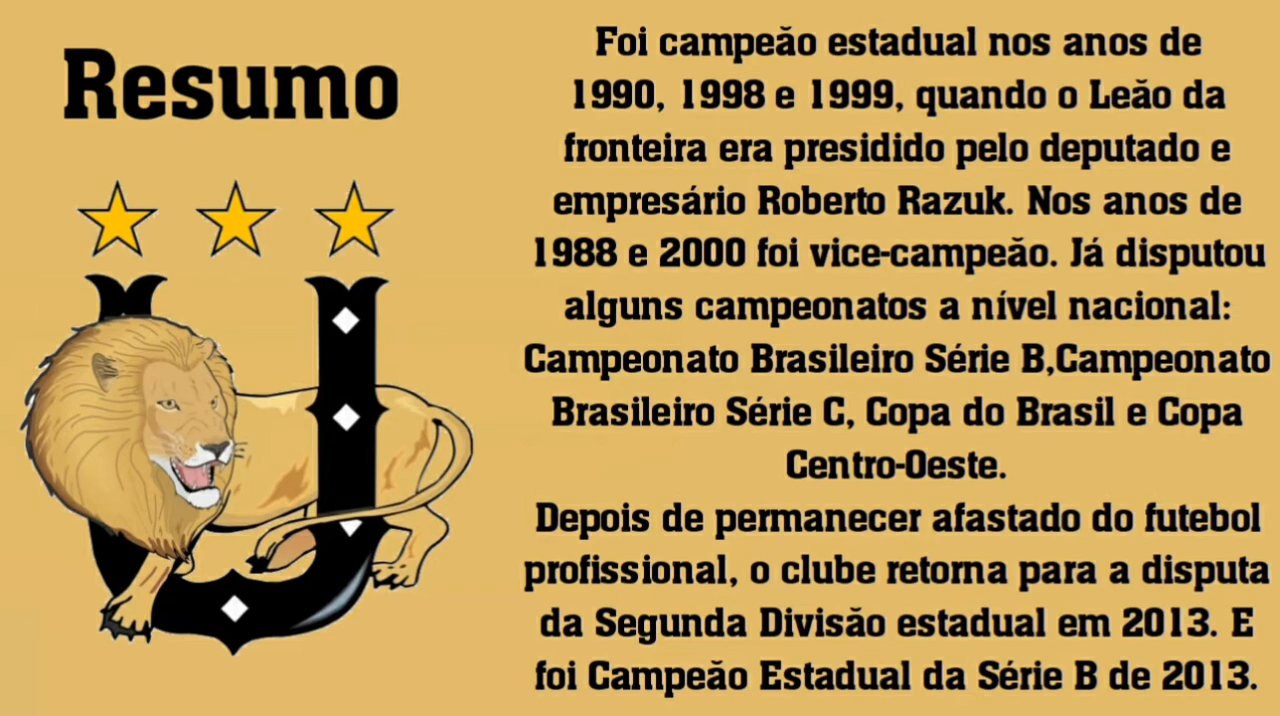 Resumo
Foi campeão estadual nos anos de
1990, 1998 e 1999, quando o Leão da
fronteira era presidido pelo deputado e
empresário Roberto Razuk. Nos anos de
1988 e 2000 foi vice-campeão. Já disputou
alguns campeonatos a nível nacional:
Campeonato Brasileiro Série B,Campeonato
Brasileiro Série C, Copa do Brasil e Copa
Centro-Oeste.
Depois de permanecer afastado do futebol
profissional, o clube retorna para a disputa
da Segunda Divisão estadual em 2013. E
foi Campeão Estadual da Série B de 2013.